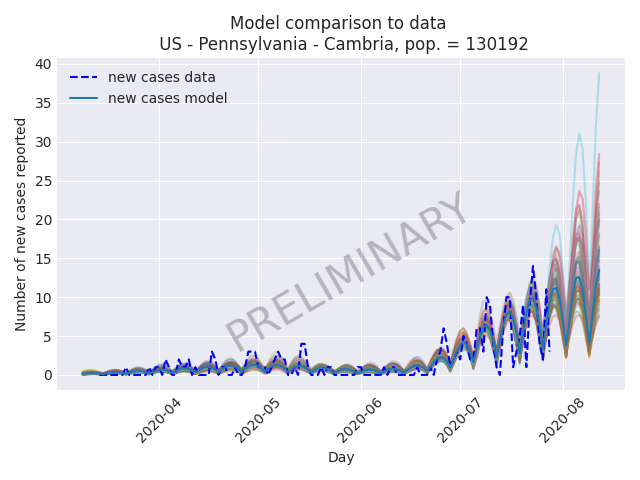 Model comparison to data
US - Pennsylvania - Cambria, pop. = 130192
new cases data
new cases model
Number of new cases reported
40
35
30
25
20
15
10
5
0
PRELIMINARY
2020-04
2020-05
2020-06
2020-07
2020-08
Day